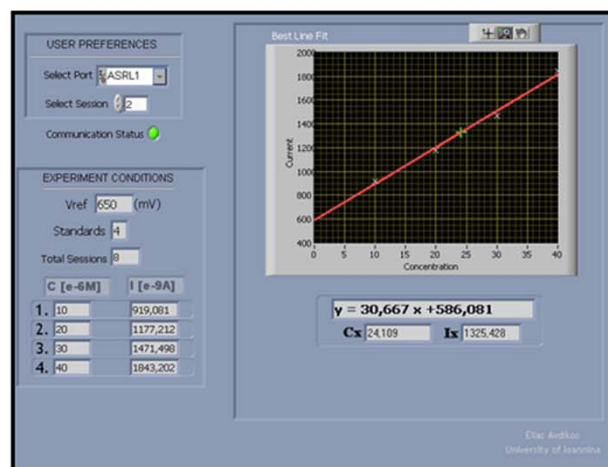 USER PREFERENCES
Select Port ASRL1
Select Session 2
Communication Status
EXPERIMENT CONDITIONS
Vref 650 (mV)
Standards 4
Total Sessions 8
C [e-6M] I [e-9A]
1. 10 919,081
2. 20 1177,212
3. 30 1471,498
4. 40 1843,202
Best Line Fit
2000
1800
1600
1400
1200
1000
800
600
400
Current
0 5 10 15 20 25 30 35 40
Concentration
y = 30,667 x +586,081
Cx 24,109 Ix 1325,428
Elias Avdikos
University of Ioannina